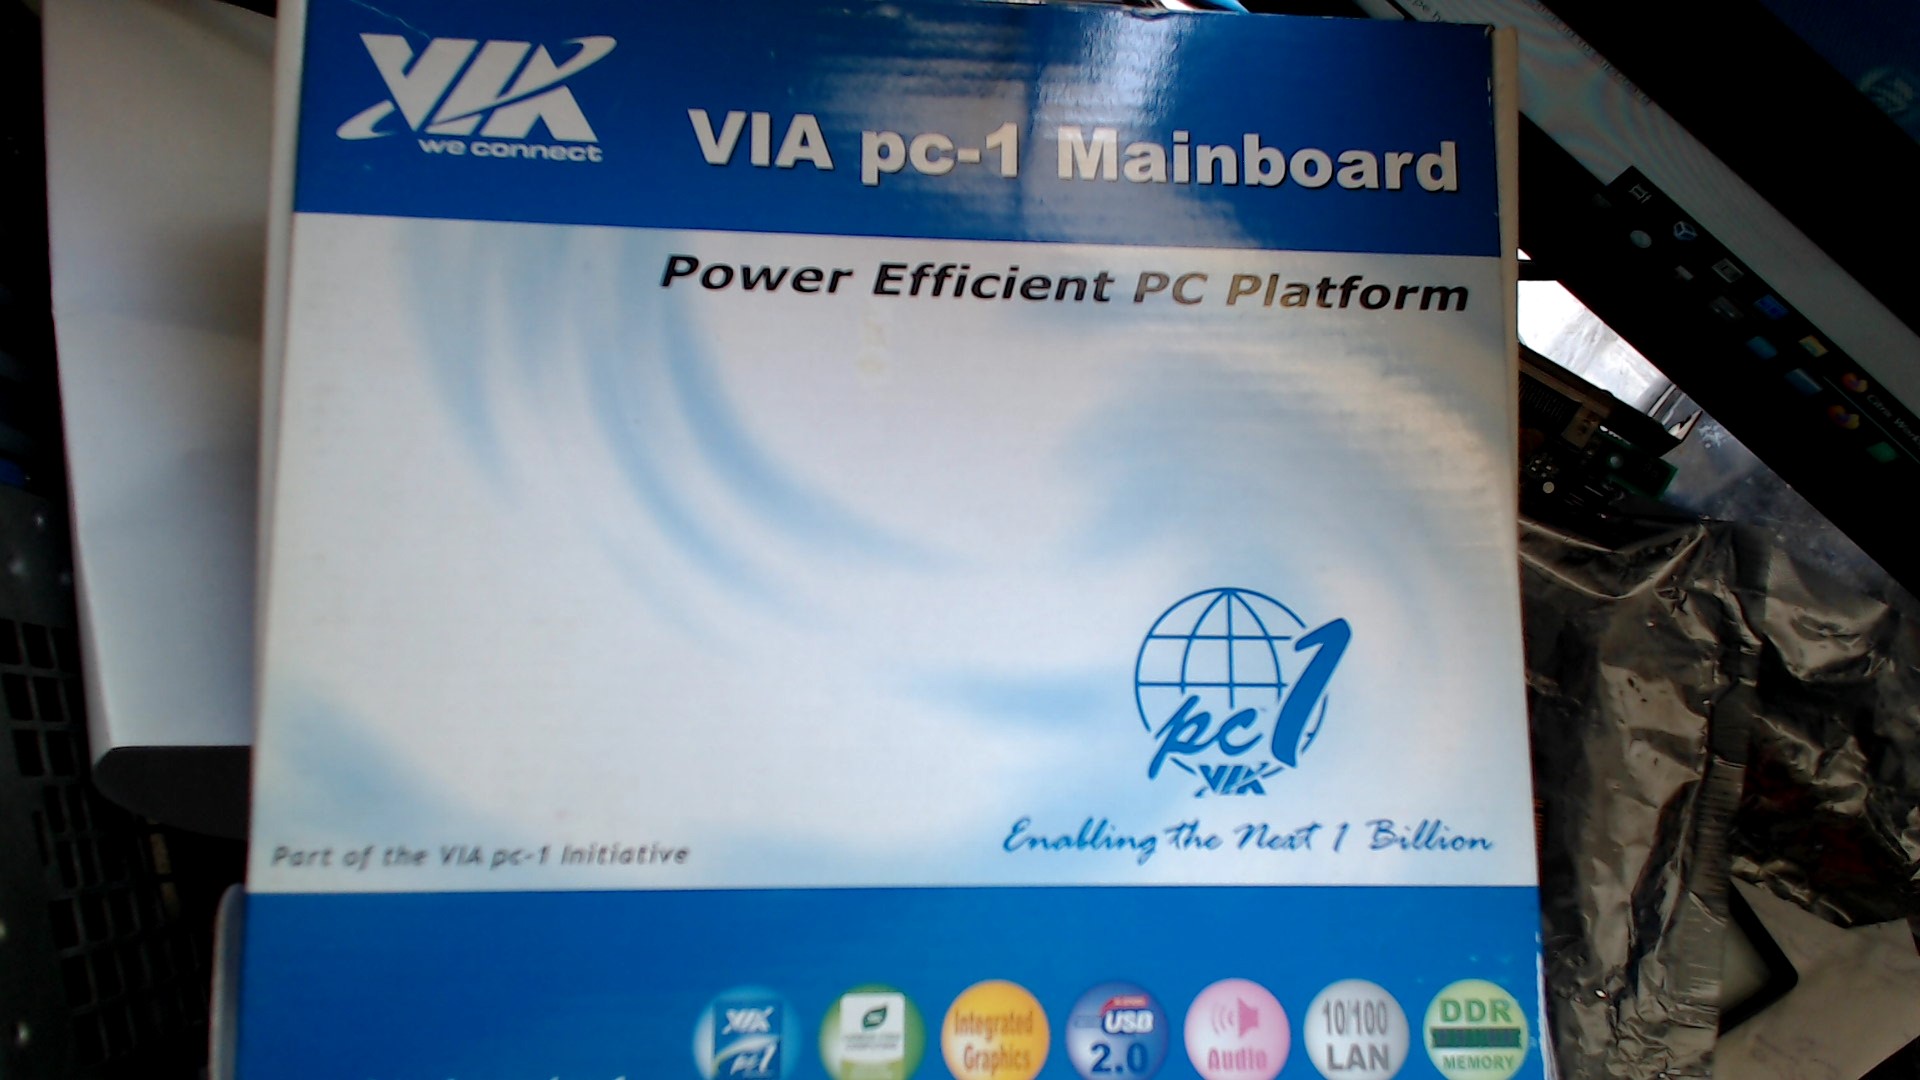 VIA
we connect
VIA pc-1 Mainboard
Power Efficient PC Platform
pc1
VIA
Enabling the Next 1 Billion
Part of the VIA pc-1 Initiative
VIA
pc1
Integrated
Graphics
USB
2.0
Audio
10/100
LAN
DDR
MEMORY